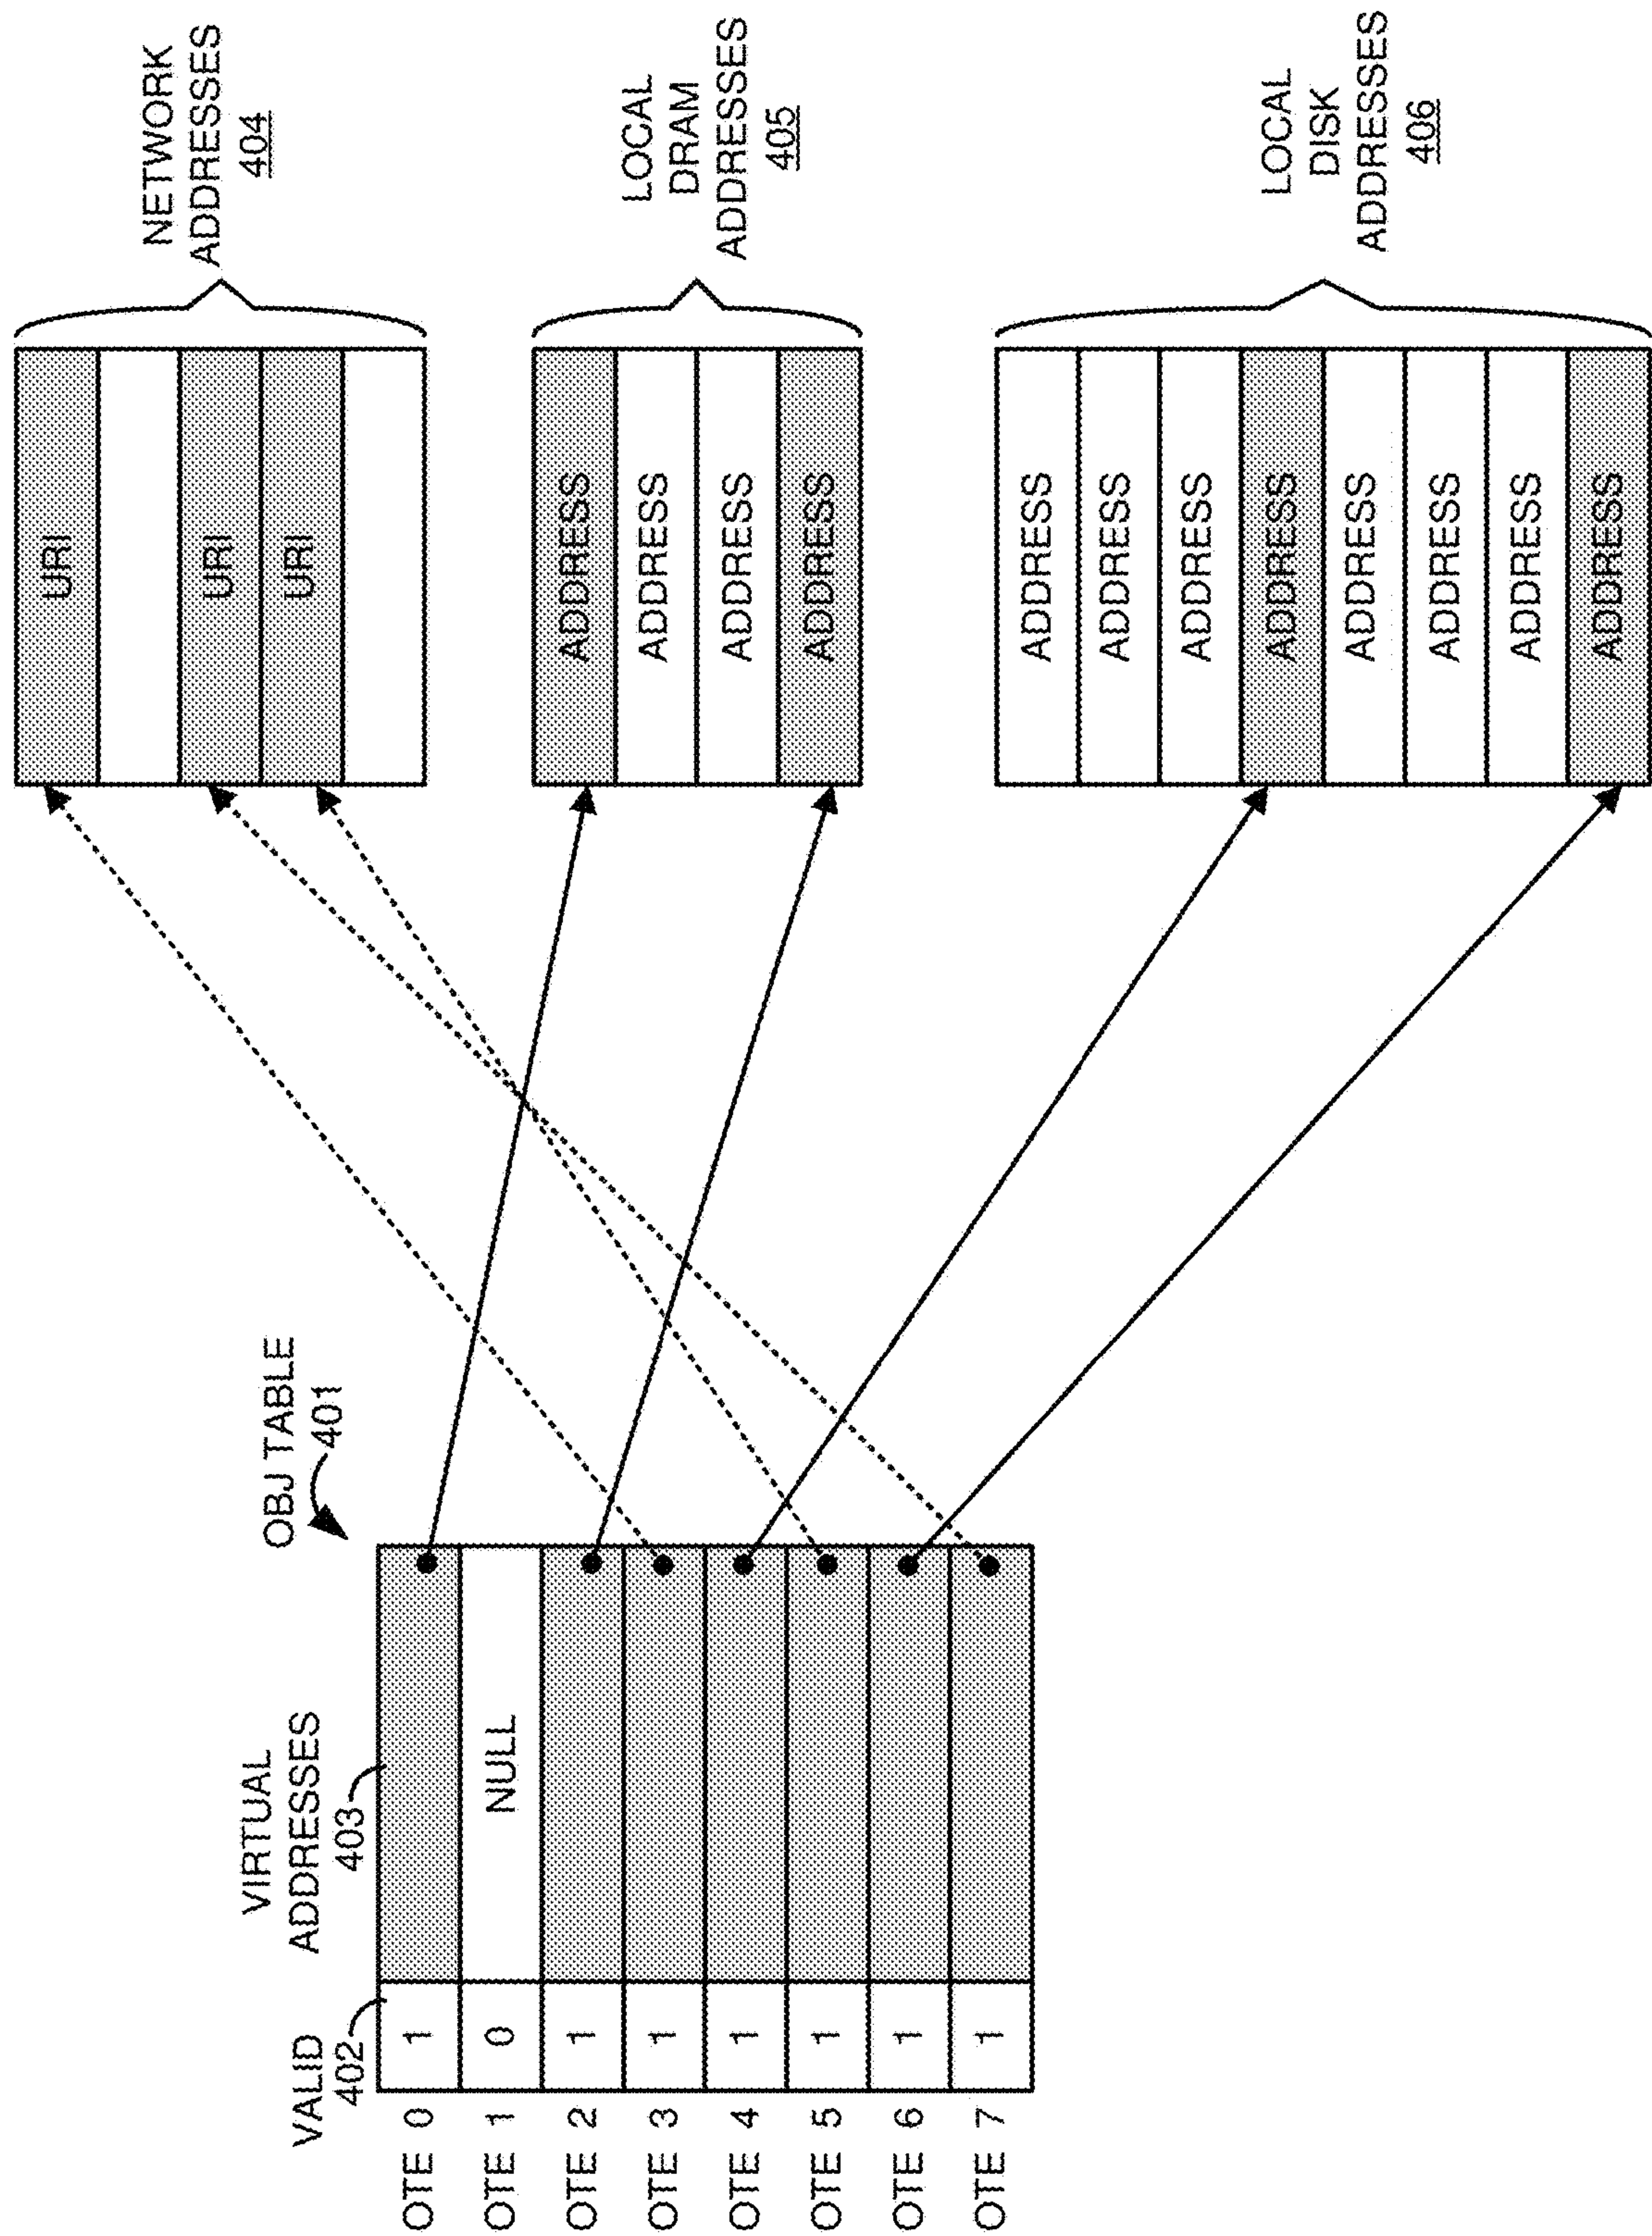 OBJ TABLE
401
VALID
402
VIRTUAL
ADDRESSES
403
OTE 0 1
OTE 1 0 NULL
OTE 2 1
OTE 3 1
OTE 4 1
OTE 5 1
OTE 6 1
OTE 7 1
URI
URI
URI
NETWORK
ADDRESSES
404
ADDRESS
ADDRESS
ADDRESS
ADDRESS
LOCAL
DRAM
ADDRESSES
405
ADDRESS
ADDRESS
ADDRESS
ADDRESS
ADDRESS
ADDRESS
ADDRESS
ADDRESS
LOCAL
DISK
ADDRESSES
406